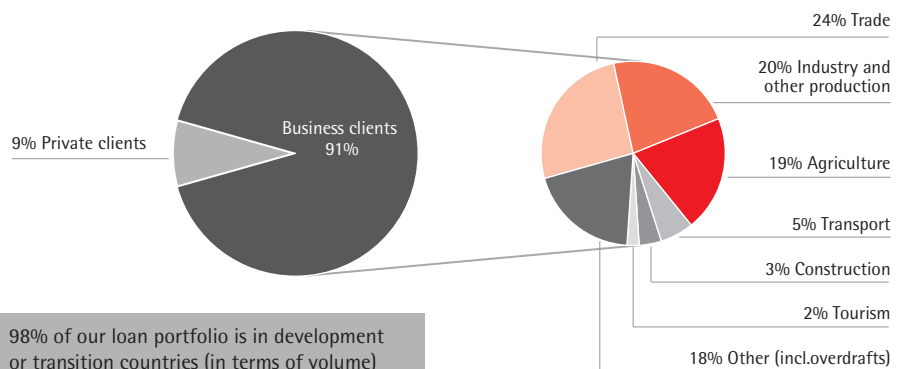 24% Trade
20% Industry and
other production
Business clients
91%
9% Private clients
19% Agriculture
5% Transport
3% Construction
2% Tourism
18% Other (incl.overdrafts)
98% of our loan portfolio is in development
or transition countries (in terms of volume)